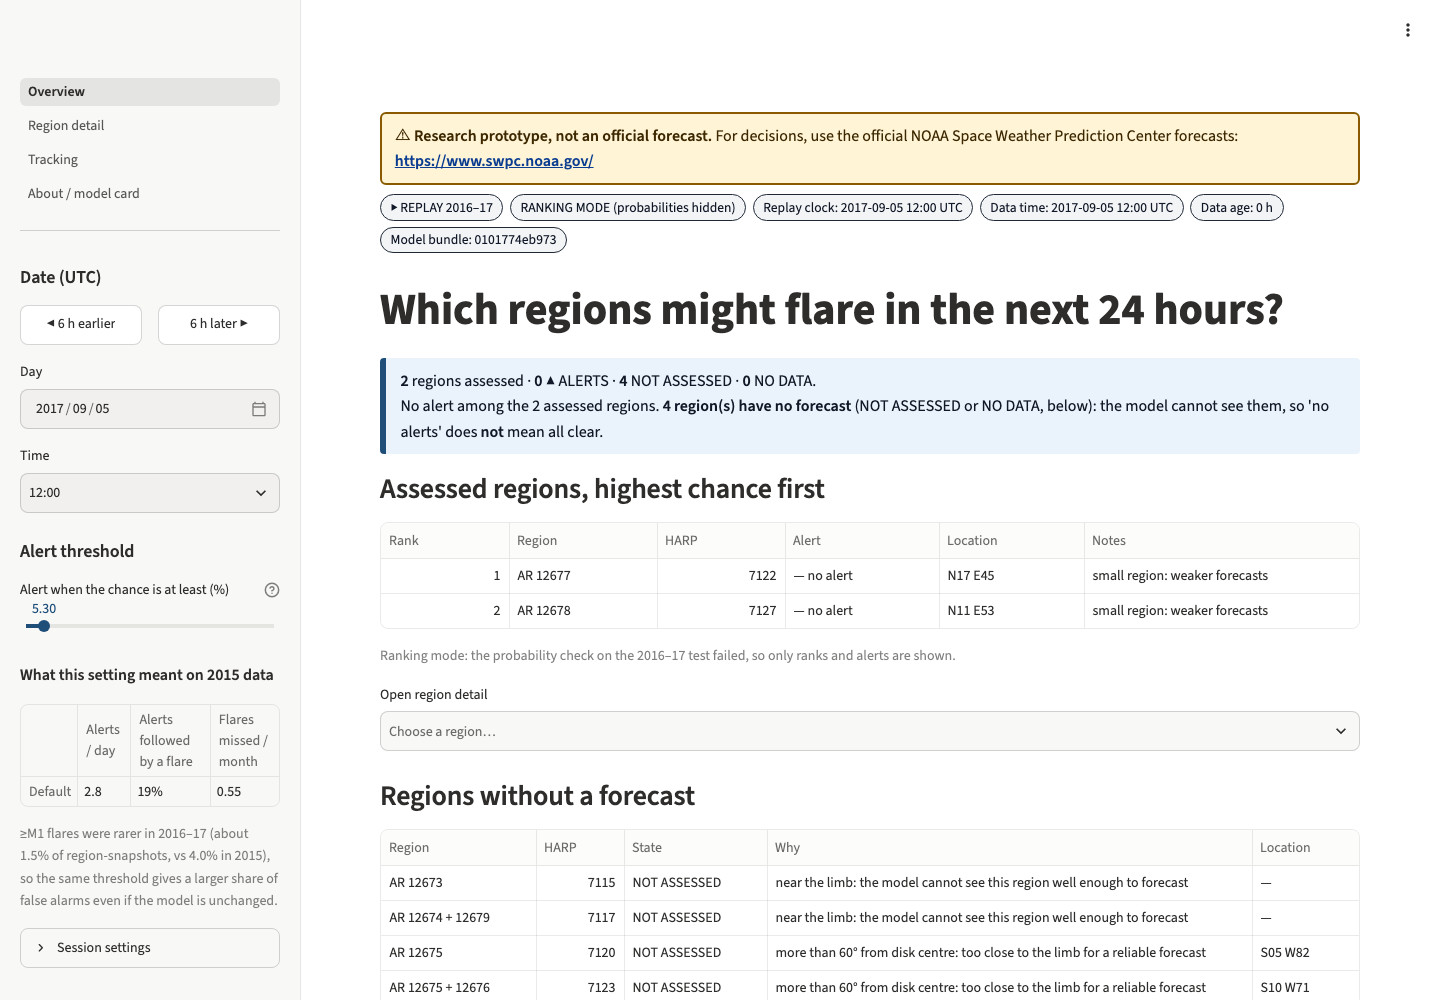 Overview
Region detail
Tracking
About / model card
Date (UTC)
◂ 6 h earlier
6 h later ▸
Day
2017 / 09 / 05
Time
12:00
Alert threshold
Alert when the chance is at least (%)
5.30
What this setting meant on 2015 data
Alerts / day
Alerts followed by a flare
Flares missed / month
Default 2.8 19% 0.55
≥M1 flares were rarer in 2016–17 (about
1.5% of region-snapshots, vs 4.0% in 2015),
so the same threshold gives a larger share of
false alarms even if the model is unchanged.
Session settings
⚠ Research prototype, not an official forecast. For decisions, use the official NOAA Space Weather Prediction Center forecasts:
https://www.swpc.noaa.gov/
▸ REPLAY 2016–17
RANKING MODE (probabilities hidden)
Replay clock: 2017-09-05 12:00 UTC
Data time: 2017-09-05 12:00 UTC
Data age: 0 h
Model bundle: 0101774eb973
Which regions might flare in the next 24 hours?
2 regions assessed · 0 ▲ ALERTS · 4 NOT ASSESSED · 0 NO DATA.
No alert among the 2 assessed regions. 4 region(s) have no forecast (NOT ASSESSED or NO DATA, below): the model cannot see them, so 'no
alerts' does not mean all clear.
Assessed regions, highest chance first
Rank Region HARP Alert Location Notes
1 AR 12677 7122 — no alert N17 E45 small region: weaker forecasts
2 AR 12678 7127 — no alert N11 E53 small region: weaker forecasts
Ranking mode: the probability check on the 2016–17 test failed, so only ranks and alerts are shown.
Open region detail
Choose a region…
Regions without a forecast
Region HARP State Why Location
AR 12673 7115 NOT ASSESSED near the limb: the model cannot see this region well enough to forecast —
AR 12674 + 12679 7117 NOT ASSESSED near the limb: the model cannot see this region well enough to forecast —
AR 12675 7120 NOT ASSESSED more than 60° from disk centre: too close to the limb for a reliable forecast S05 W82
AR 12675 + 12676 7123 NOT ASSESSED more than 60° from disk centre: too close to the limb for a reliable forecast S10 W71